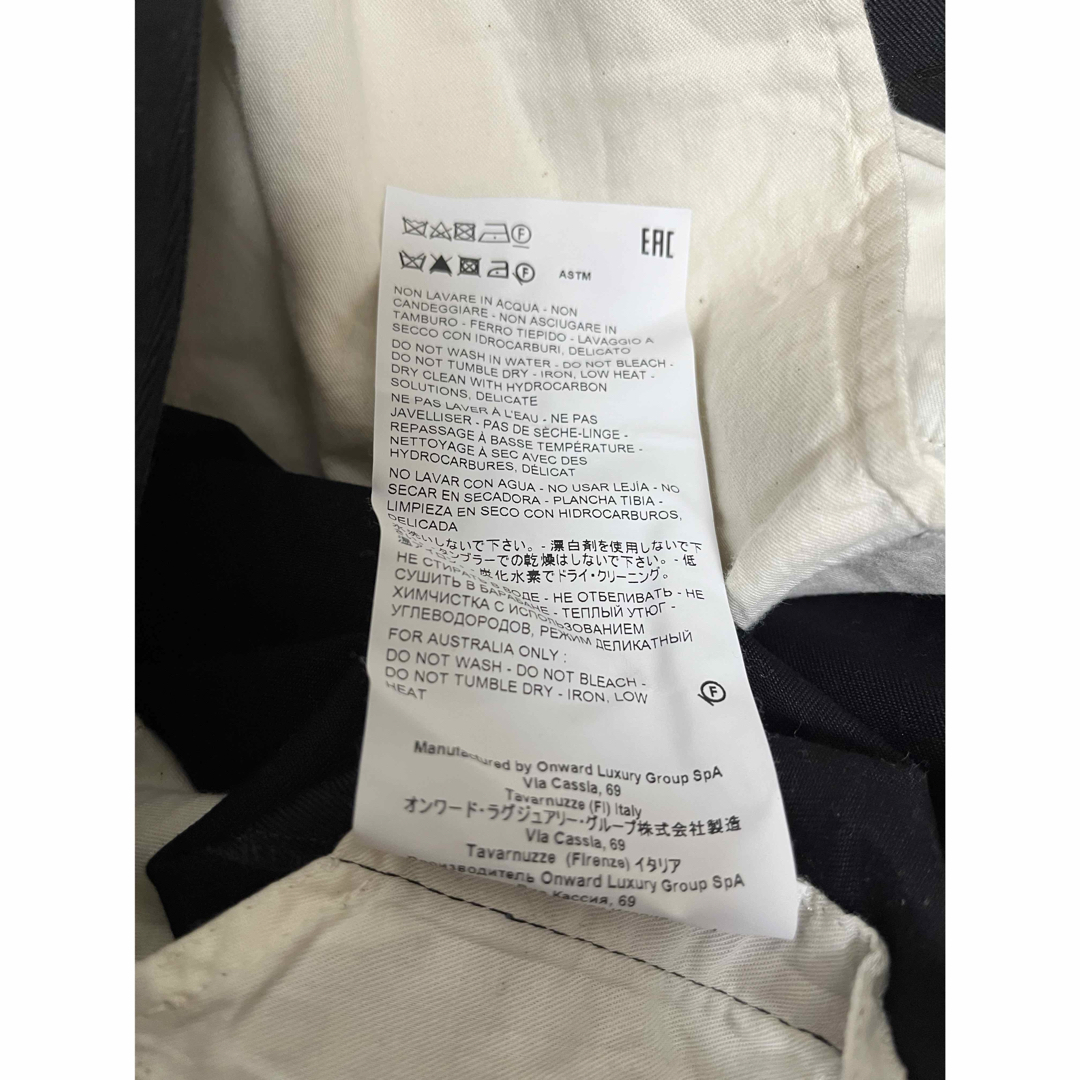 EAC
F
F
ASTM
NON LAVARE IN ACQUA - NON
CANDEGGIARE - NON ASCIUGARE IN
TAMBURO - FERRO TIEPIDO - LAVAGGIO A
SECCO CON IDROCARBURI, DELICATO
DO NOT WASH IN WATER - DO NOT BLEACH -
DO NOT TUMBLE DRY - IRON, LOW HEAT -
DRY CLEAN WITH HYDROCARBON
SOLUTIONS, DELICATE
NE PAS LAVER À L'EAU - NE PAS
JAVELLISER - PAS DE SÈCHE-LINGE -
REPASSAGE À BASSE TEMPÉRATURE -
NETTOYAGE À SEC AVEC DES
HYDROCARBURES, DÉLICAT
NO LAVAR CON AGUA - NO USAR LEJÍA - NO
SECAR EN SECADORA - PLANCHA TIBIA -
LIMPIEZA EN SECO CON HIDROCARBUROS,
DELICADA
水洗いしないで下さい。- 漂白剤を使用しないで下
タンブラーでの乾燥はしないで下さい。- 低
炭化水素でドライ・クリーニング。
НЕ СТИРАТЬ В ВОДЕ - НЕ ОТБЕЛИВАТЬ - НЕ
СУШИТЬ В БАРАБАНЕ - ТЕПЛЫЙ УТЮГ -
ХИМЧИСТКА С ИСПОЛЬЗОВАНИЕМ
УГЛЕВОДОРОДОВ, РЕЖИМ ДЕЛИКАТНЫЙ
FOR AUSTRALIA ONLY :
DO NOT WASH - DO NOT BLEACH -
DO NOT TUMBLE DRY - IRON, LOW
HEAT
F
Manufactured by Onward Luxury Group SpA
Via Cassia, 69
Tavarnuzze (FI) Italy
オンワード・ラグジュアリー・グループ株式会社製造
Via Cassia, 69
Tavarnuzze (Firenze) イタリア
Производитель Onward Luxury Group SpA
Кассия, 69